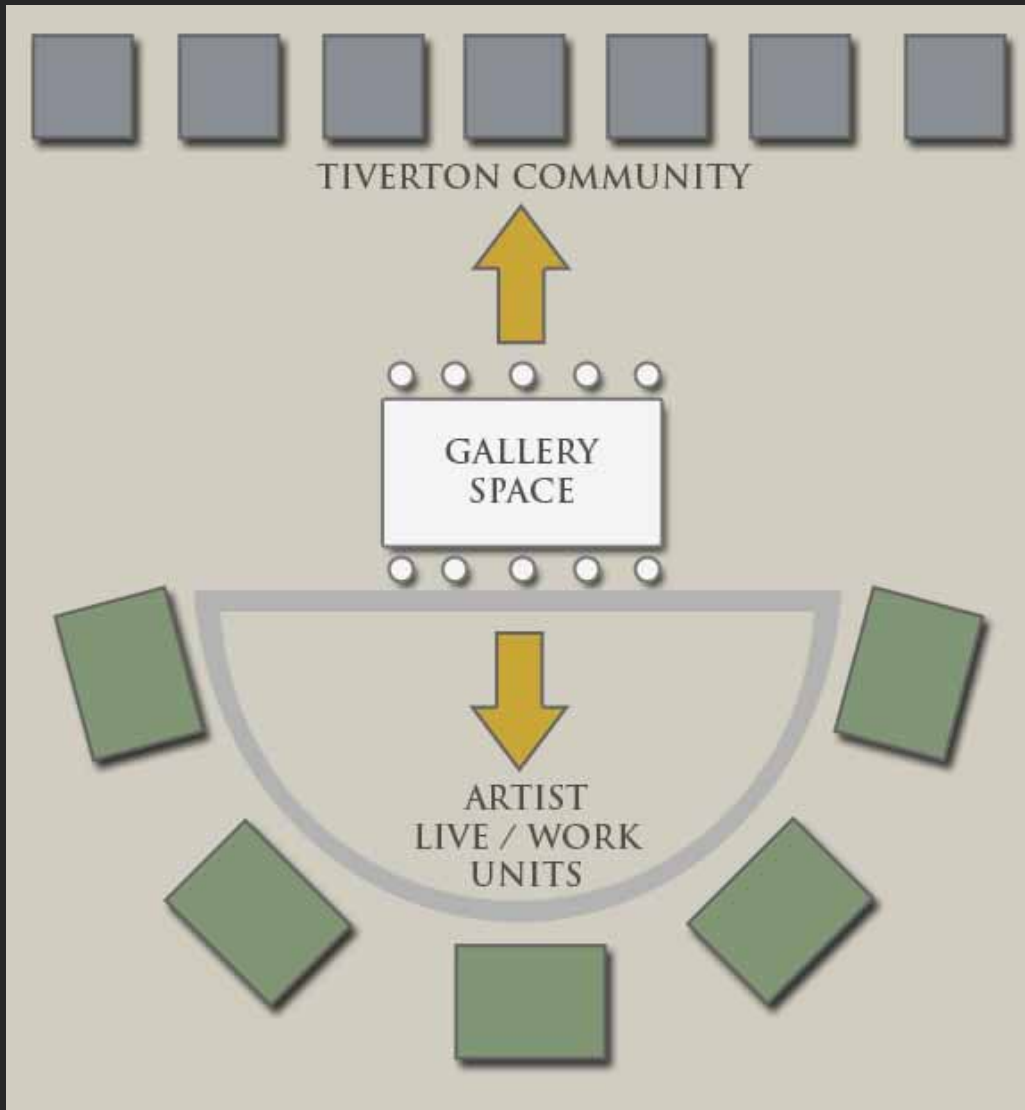 TIVERTON COMMUNITY
GALLERY
SPACE
ARTIST
LIVE / WORK
UNITS